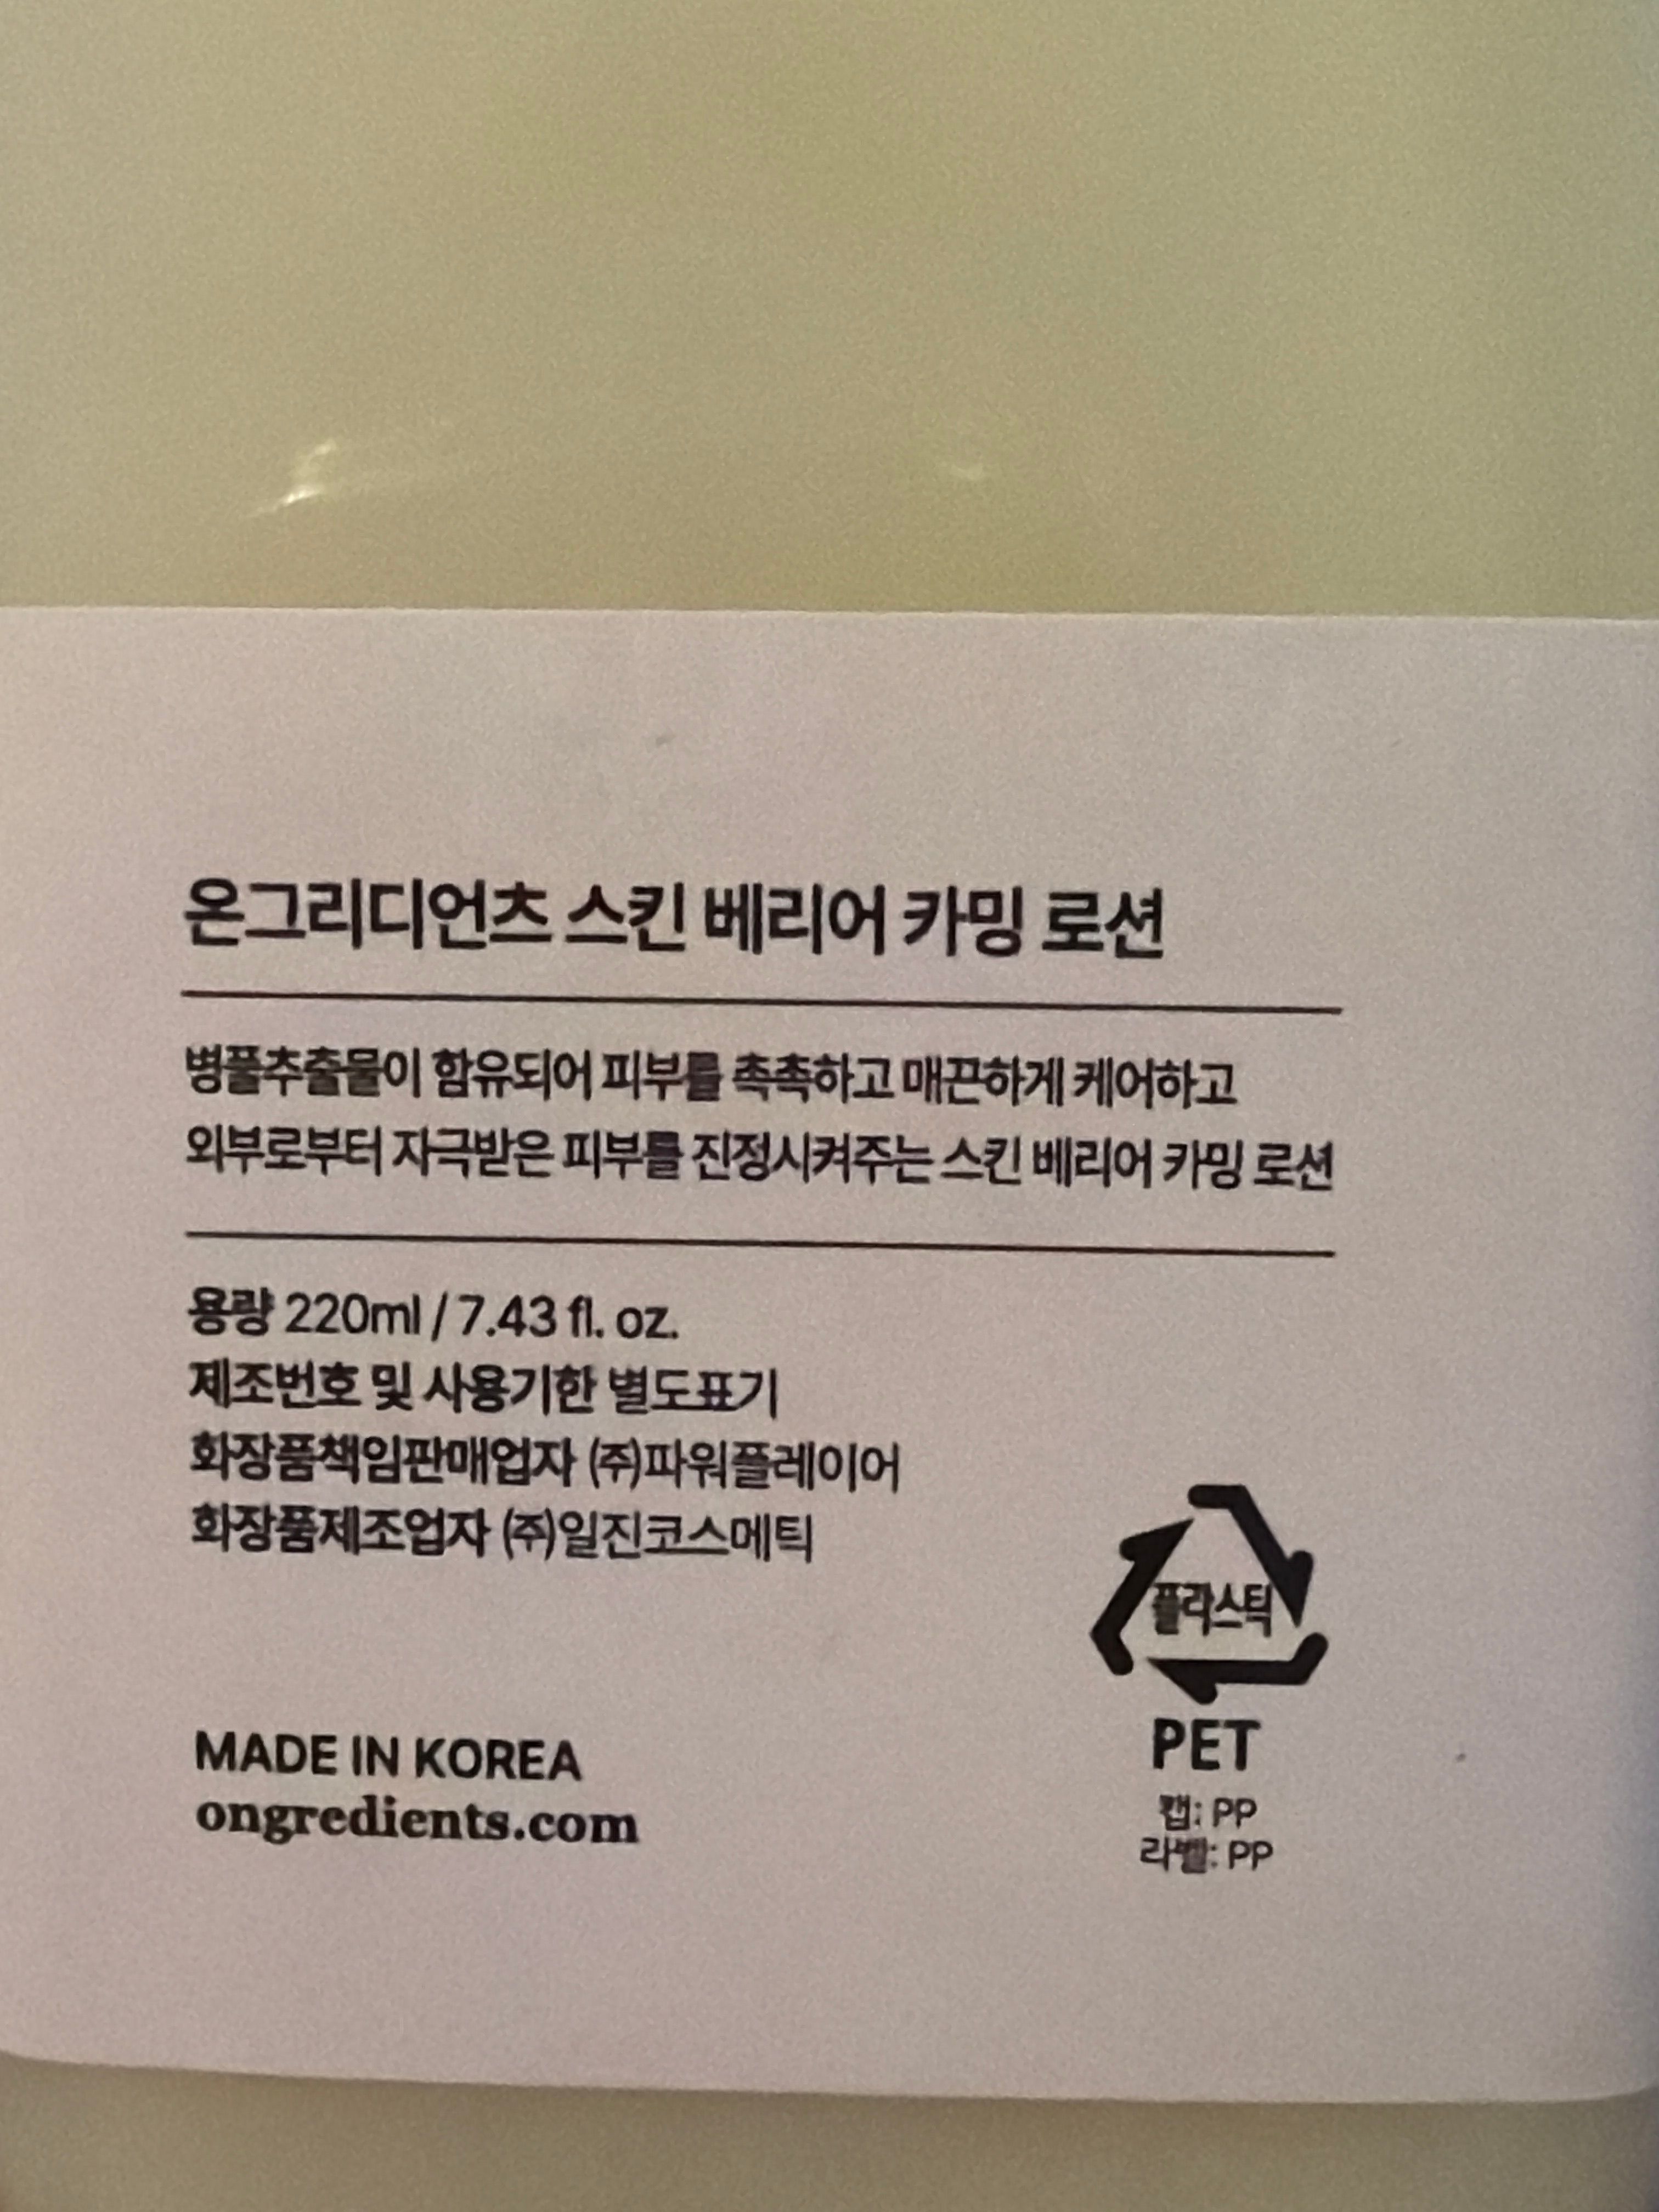 온그리디언츠 스킨 베리어 카밍 로션
병풀추출물이 함유되어 피부를 촉촉하고 매끈하게 케어하고
외부로부터 자극받은 피부를 진정시켜주는 스킨 베리어 카밍 로션
용량 220ml / 7.43 fl. oz.
제조번호 및 사용기한 별도표기
화장품책임판매업자 ㈜파워플레이어
화장품제조업자 ㈜일진코스메틱
플라스틱
PET
캡: PP
라벨: PP
MADE IN KOREA
ongredients.com